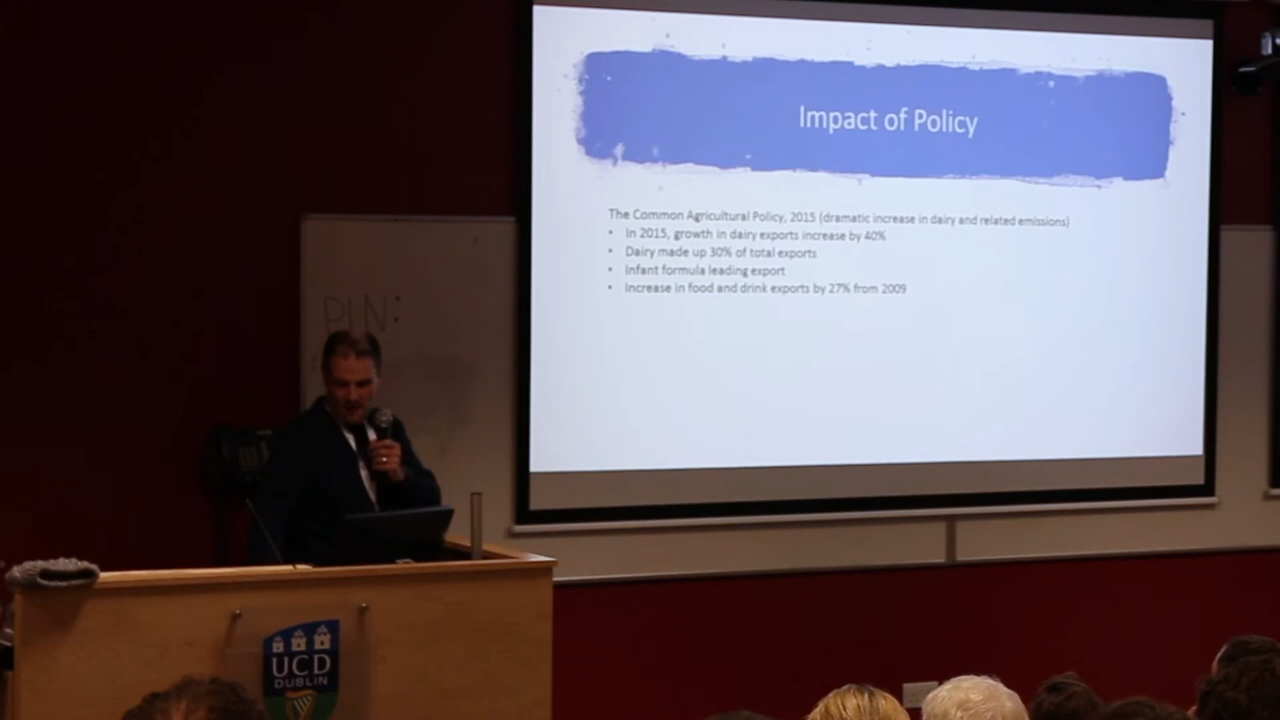 Impact of Policy
The Common Agricultural Policy, 2015 (dramatic increase in dairy and related emissions)
• In 2015, growth in dairy exports increase by 40%
• Dairy made up 30% of total exports
• Infant formula leading export
• Increase in food and drink exports by 27% from 2009
PIN:
UCD
DUBLIN